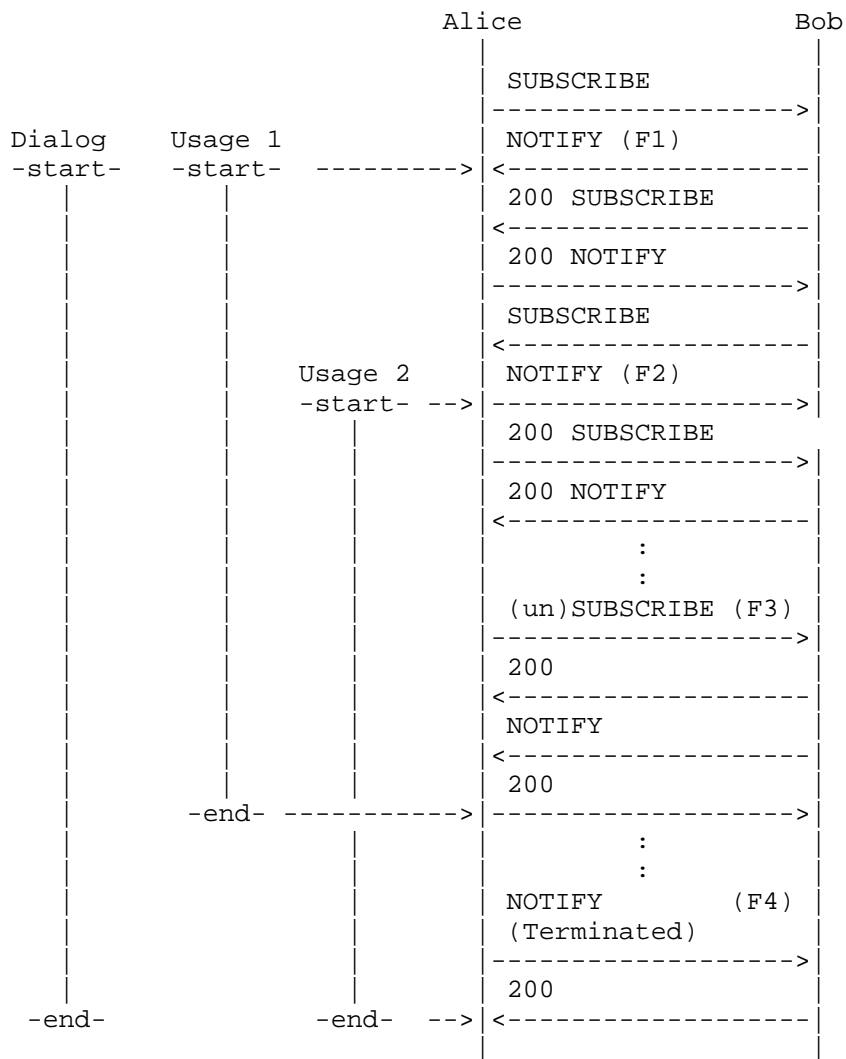 Alice Bob
SUBSCRIBE
Dialog Usage 1 NOTIFY (F1)
-start- -start- --------->|<-------------------
200 SUBSCRIBE
<-------------------
200 NOTIFY
------------------->
SUBSCRIBE
<-------------------
Usage 2 NOTIFY (F2)
-start- -->|------------------->
200 SUBSCRIBE
------------------->
200 NOTIFY
<-------------------
:
:
(un)SUBSCRIBE (F3)
------------------->
200
<-------------------
NOTIFY
<-------------------
200
-end- ----------->|------------------->
:
:
NOTIFY (F4)
(Terminated)
------------------->
200
-end- -end- -->|<-------------------